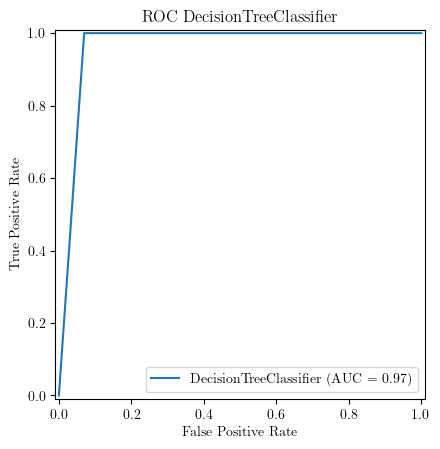 ROC DecisionTreeClassifier
1.0
0.8
0.6
0.4
0.2
0.0
True Positive Rate
DecisionTreeClassifier (AUC = 0.97)
0.0 0.2 0.4 0.6 0.8 1.0
False Positive Rate